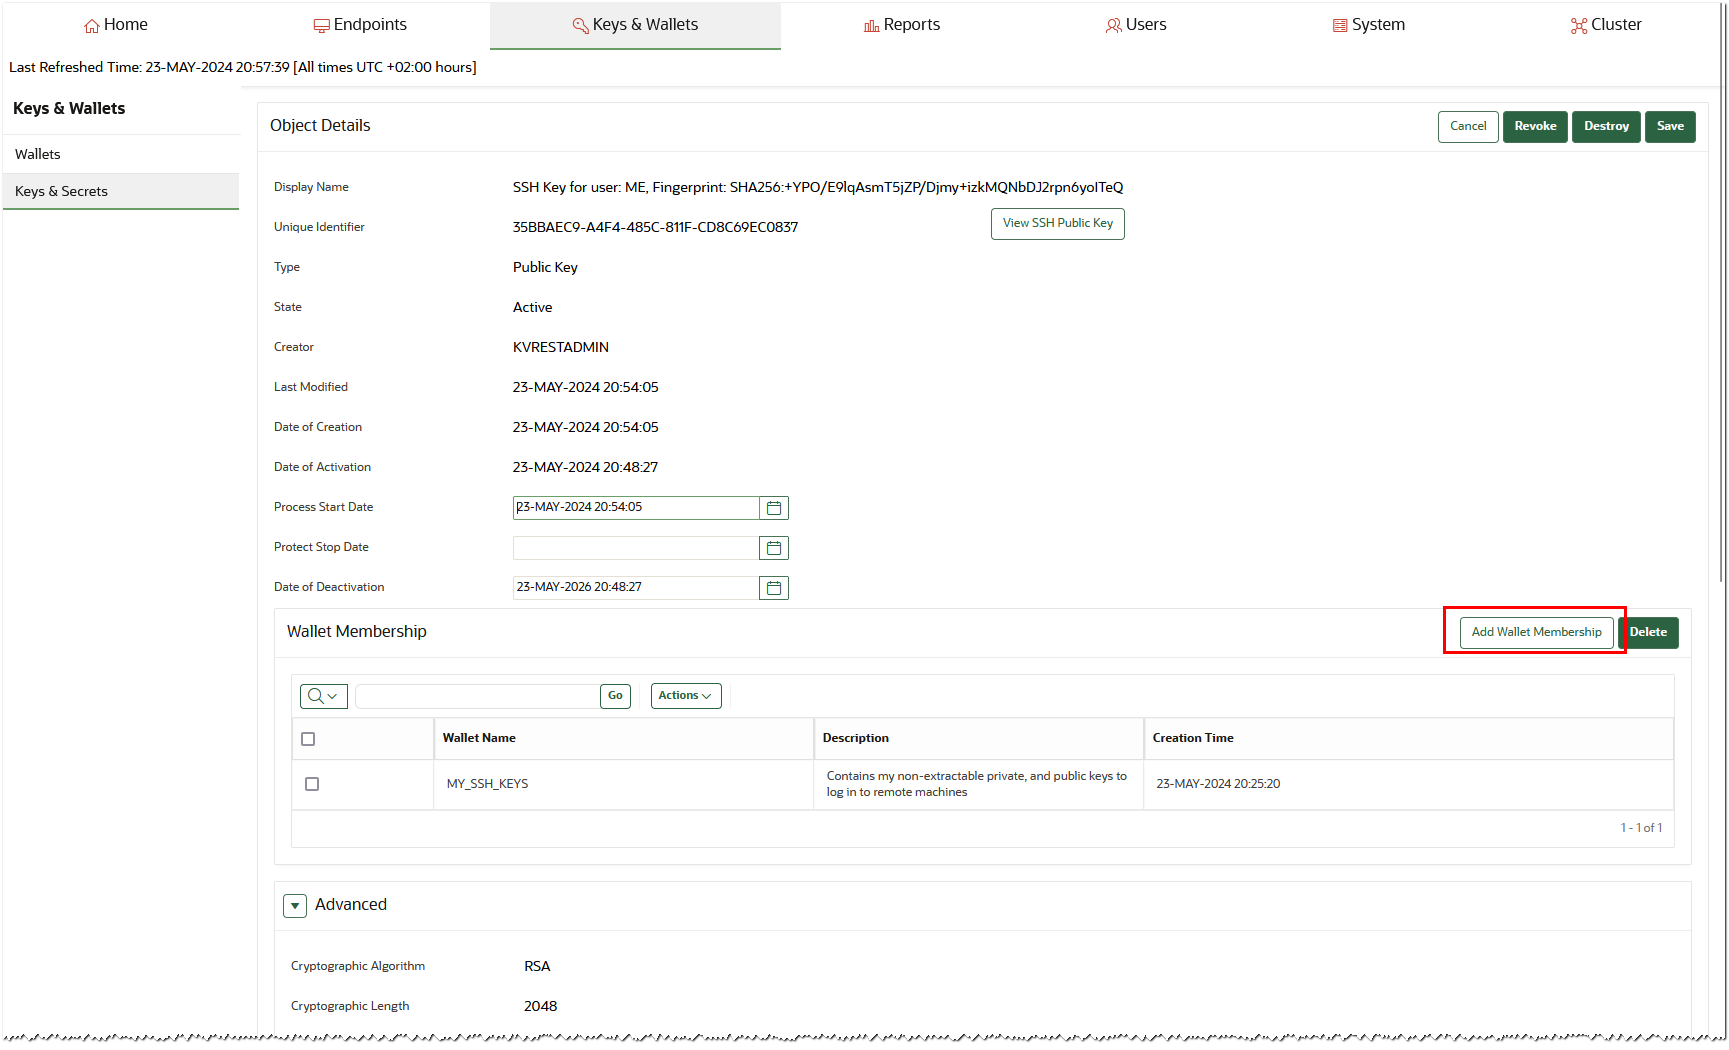 Home Endpoints Keys & Wallets Reports Users System Cluster
Last Refreshed Time: 23-MAY-2024 20:57:39 [All times UTC +02:00 hours]
Keys & Wallets
Wallets
Keys & Secrets
Object Details
Cancel Revoke Destroy Save
Display Name SSH Key for user: ME, Fingerprint: SHA256:+YPO/E9lqAsmT5jZP/Djmy+izkMQNbDJ2rpn6yoITeQ
Unique Identifier 35BBAEC9-A4F4-485C-811F-CD8C69EC0837 View SSH Public Key
Type Public Key
State Active
Creator KVRESTADMIN
Last Modified 23-MAY-2024 20:54:05
Date of Creation 23-MAY-2024 20:54:05
Date of Activation 23-MAY-2024 20:48:27
Process Start Date 23-MAY-2024 20:54:05
Protect Stop Date
Date of Deactivation 23-MAY-2026 20:48:27
Wallet Membership Add Wallet Membership Delete
Go Actions
Wallet Name Description Creation Time
MY_SSH_KEYS Contains my non-extractable private, and public keys to 23-MAY-2024 20:25:20
log in to remote machines
1 - 1 of 1
Advanced
Cryptographic Algorithm RSA
Cryptographic Length 2048